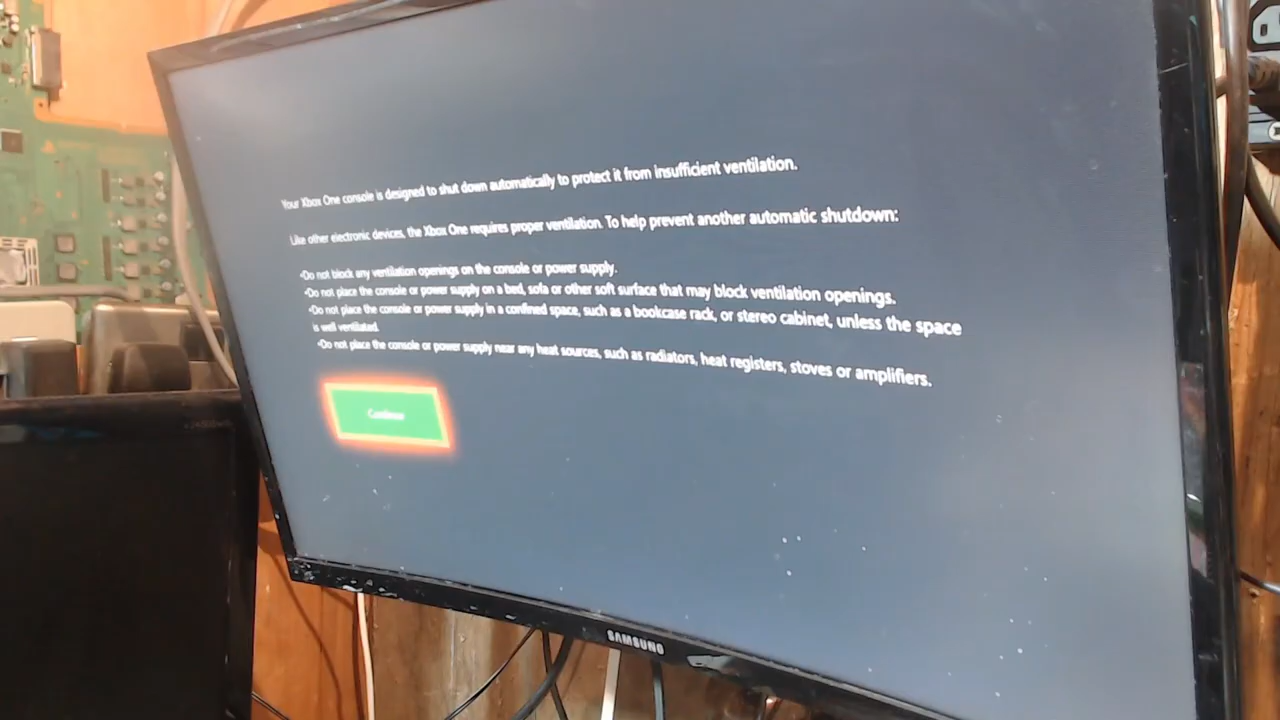 Your Xbox One console is designed to shut down automatically to protect it from insufficient ventilation.
Like other electronic devices, the Xbox One requires proper ventilation. To help prevent another automatic shutdown:
•Do not block any ventilation openings on the console or power supply.
•Do not place the console or power supply on a bed, sofa or other soft surface that may block ventilation openings.
•Do not place the console or power supply in a confined space, such as a bookcase rack, or stereo cabinet, unless the space
is well ventilated.
•Do not place the console or power supply near any heat sources, such as radiators, heat registers, stoves or amplifiers.
Continue
SAMSUNG